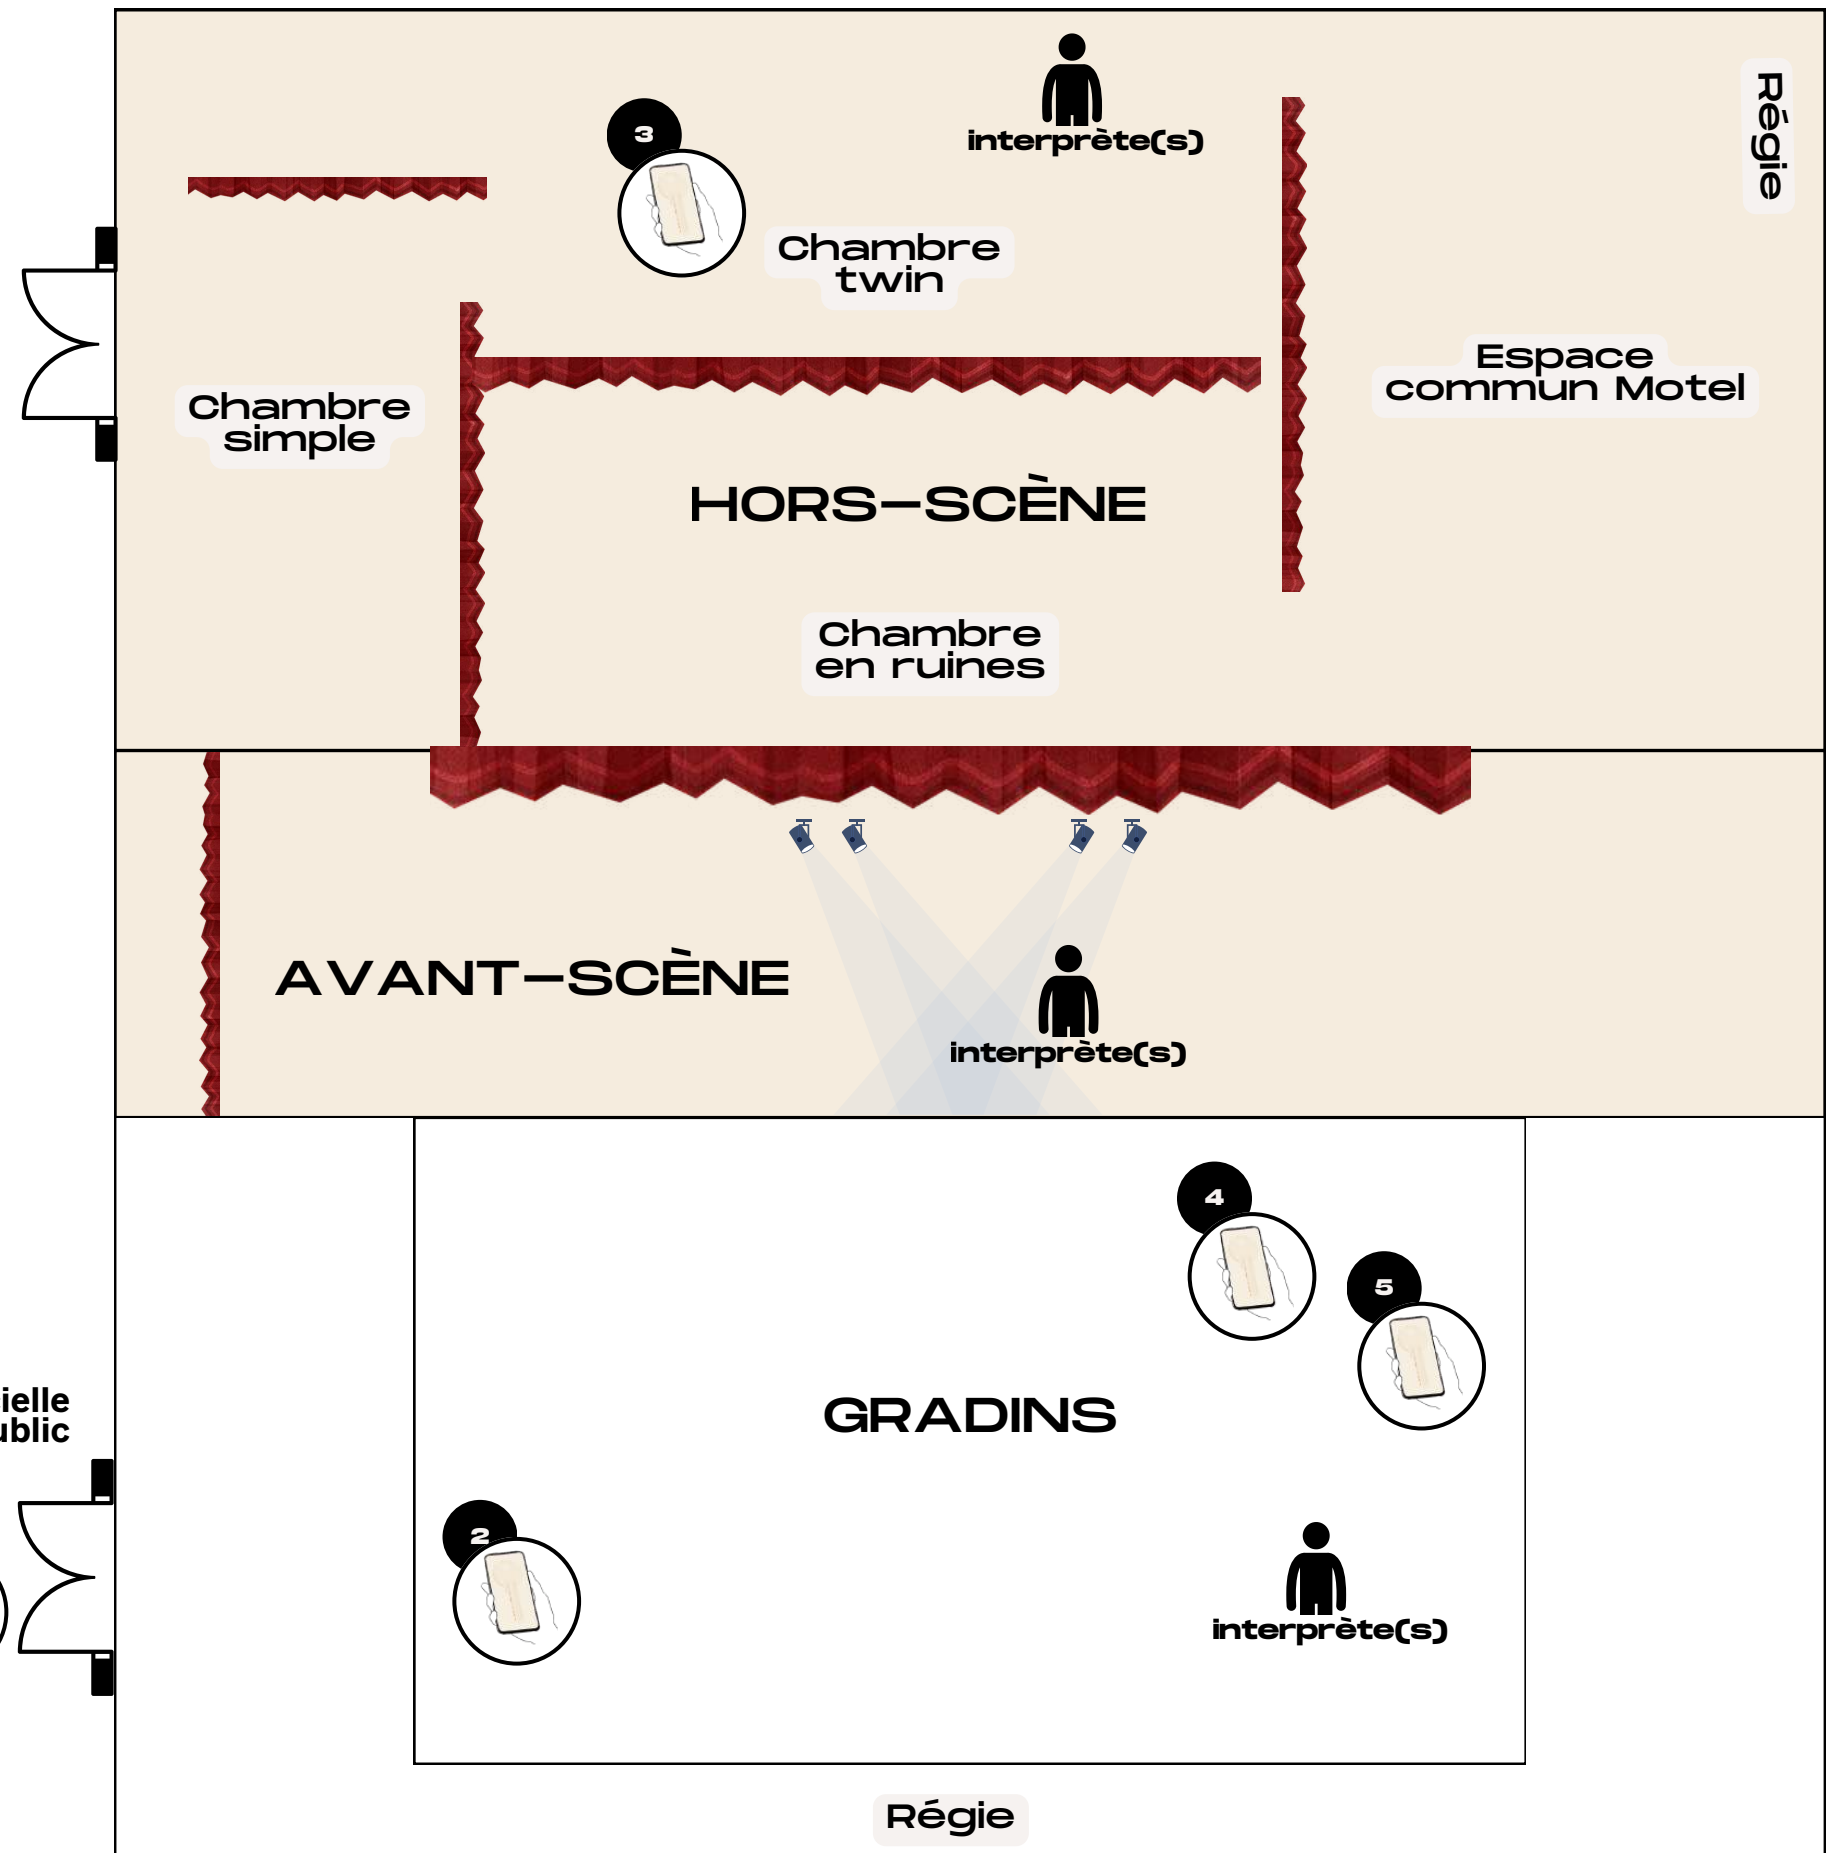 interprète(s)
Régie
3
Chambre
twin
Espace
commun Motel
Chambre
simple
HORS-SCÈNE
Chambre
en ruines
AVANT-SCÈNE
interprète(s)
4
5
ielle
ublic
GRADINS
2
interprète(s)
Régie